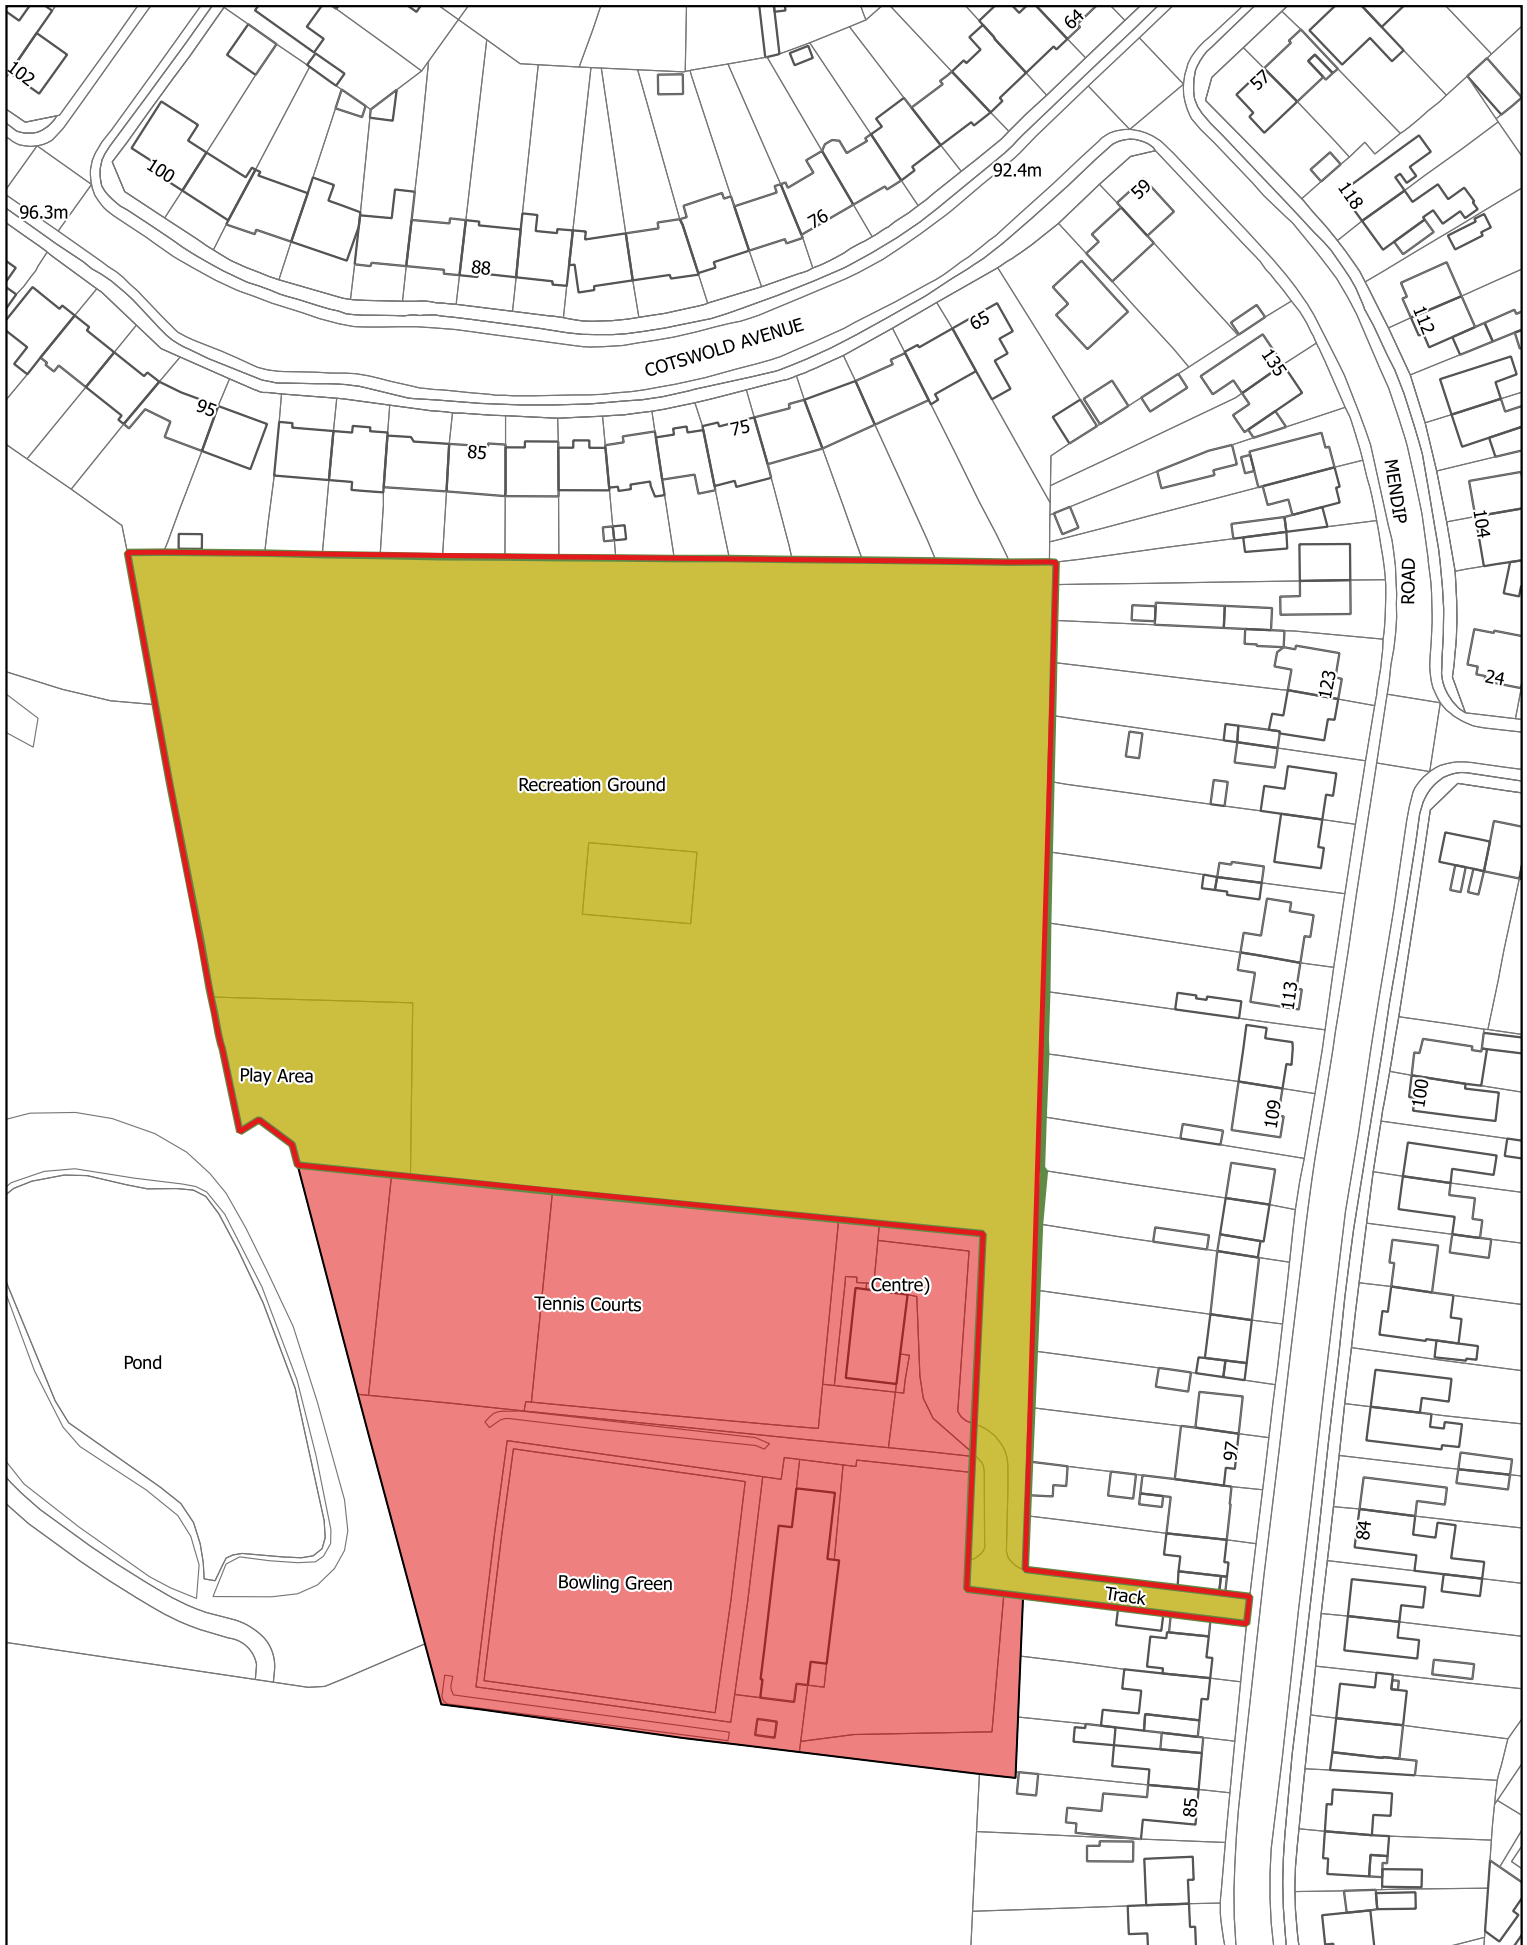 64
102
57
100
92.4m
59
118
96.3m
76
88
65
112
COTSWOLD AVENUE
135
95
75
85
MENDIP
104
ROAD
123
24
Recreation Ground
113
Play Area
109
100
Centre)
Tennis Courts
Pond
97
84
Bowling Green
Track
85